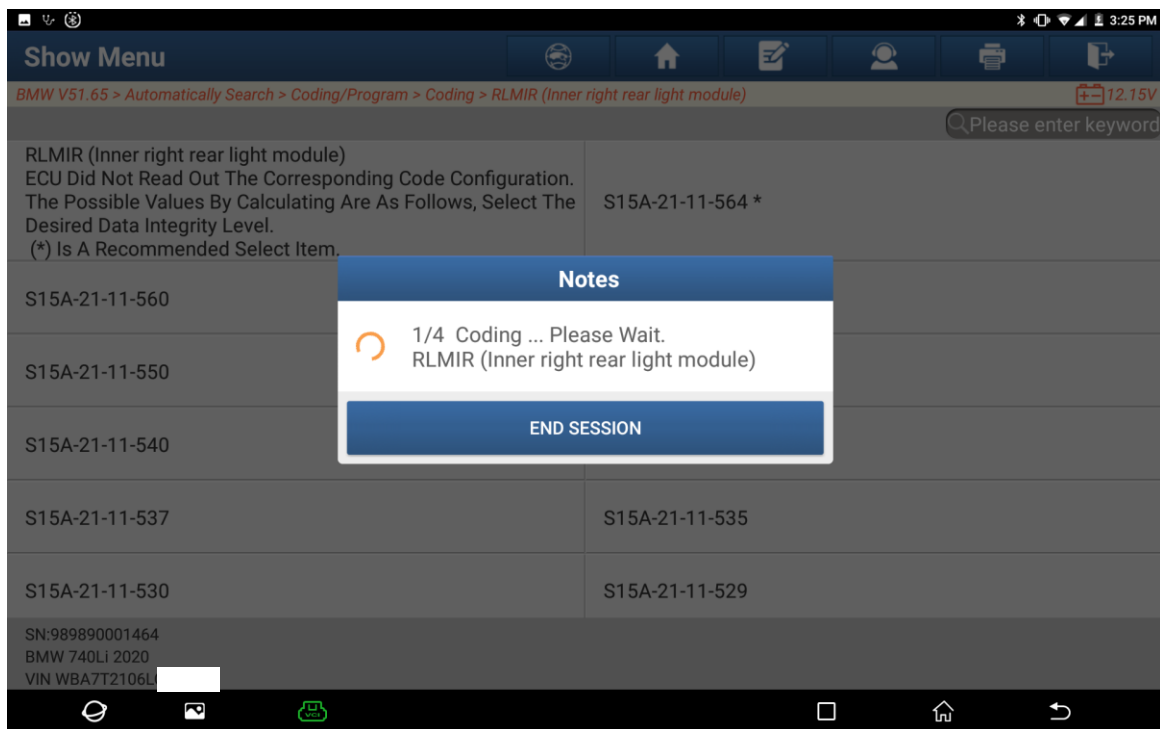 3:25 PM
Show Menu
BMW V51.65 > Automatically Search > Coding/Program > Coding > RLMIR (Inner right rear light module)
12.15V
Please enter keyword
RLMIR (Inner right rear light module)
ECU Did Not Read Out The Corresponding Code Configuration.
The Possible Values By Calculating Are As Follows, Select The
Desired Data Integrity Level.
(*) Is A Recommended Select Item.
S15A-21-11-564 *
Notes
1/4 Coding ... Please Wait.
RLMIR (Inner right rear light module)
END SESSION
S15A-21-11-560
S15A-21-11-550
S15A-21-11-540
S15A-21-11-537
S15A-21-11-535
S15A-21-11-530
S15A-21-11-529
SN:989890001464
BMW 740Li 2020
VIN WBA7T2106L
VCI